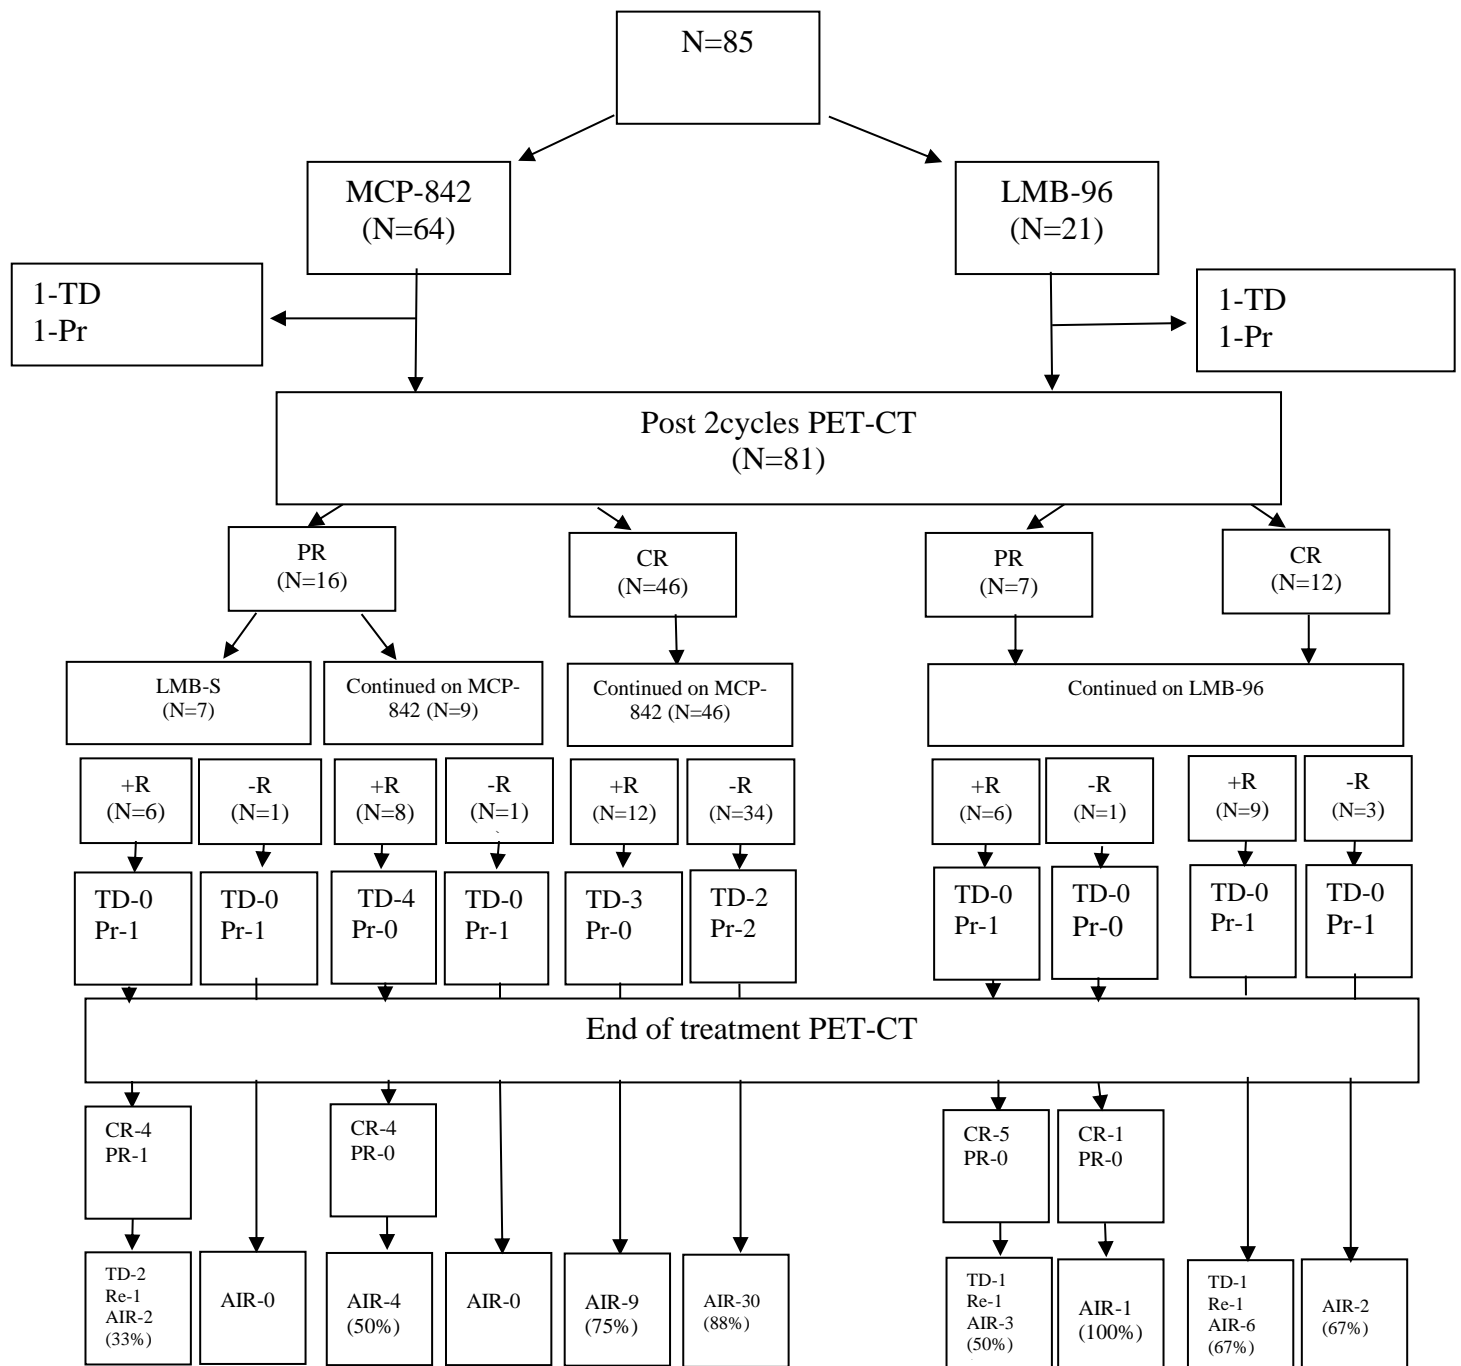 N=85
MCP-842
(N=64)
LMB-96
(N=21)
1-TD
1-Pr
1-TD
1-Pr
Post 2cycles PET-CT
(N=81)
PR
(N=16)
CR
(N=46)
PR
(N=7)
CR
(N=12)
LMB-S
(N=7)
Continued on MCP-
842 (N=9)
Continued on MCP-
842 (N=46)
Continued on LMB-96
+R
(N=6)
-R
(N=1)
+R
(N=8)
-R
(N=1)
+R
(N=12)
-R
(N=34)
+R
(N=6)
-R
(N=1)
+R
(N=9)
-R
(N=3)
TD-0
Pr-1
TD-0
Pr-1
TD-4
Pr-0
TD-0
Pr-1
TD-3
Pr-0
TD-2
Pr-2
TD-0
Pr-1
TD-0
Pr-0
TD-0
Pr-1
TD-0
Pr-1
End of treatment PET-CT
CR-4
PR-1
CR-4
PR-0
CR-5
PR-0
CR-1
PR-0
TD-2
Re-1
AIR-2
(33%)
AIR-0
AIR-4
(50%)
AIR-0
AIR-9
(75%)
AIR-30
(88%)
TD-1
Re-1
AIR-3
(50%)
AIR-1
(100%)
TD-1
Re-1
AIR-6
(67%)
AIR-2
(67%)